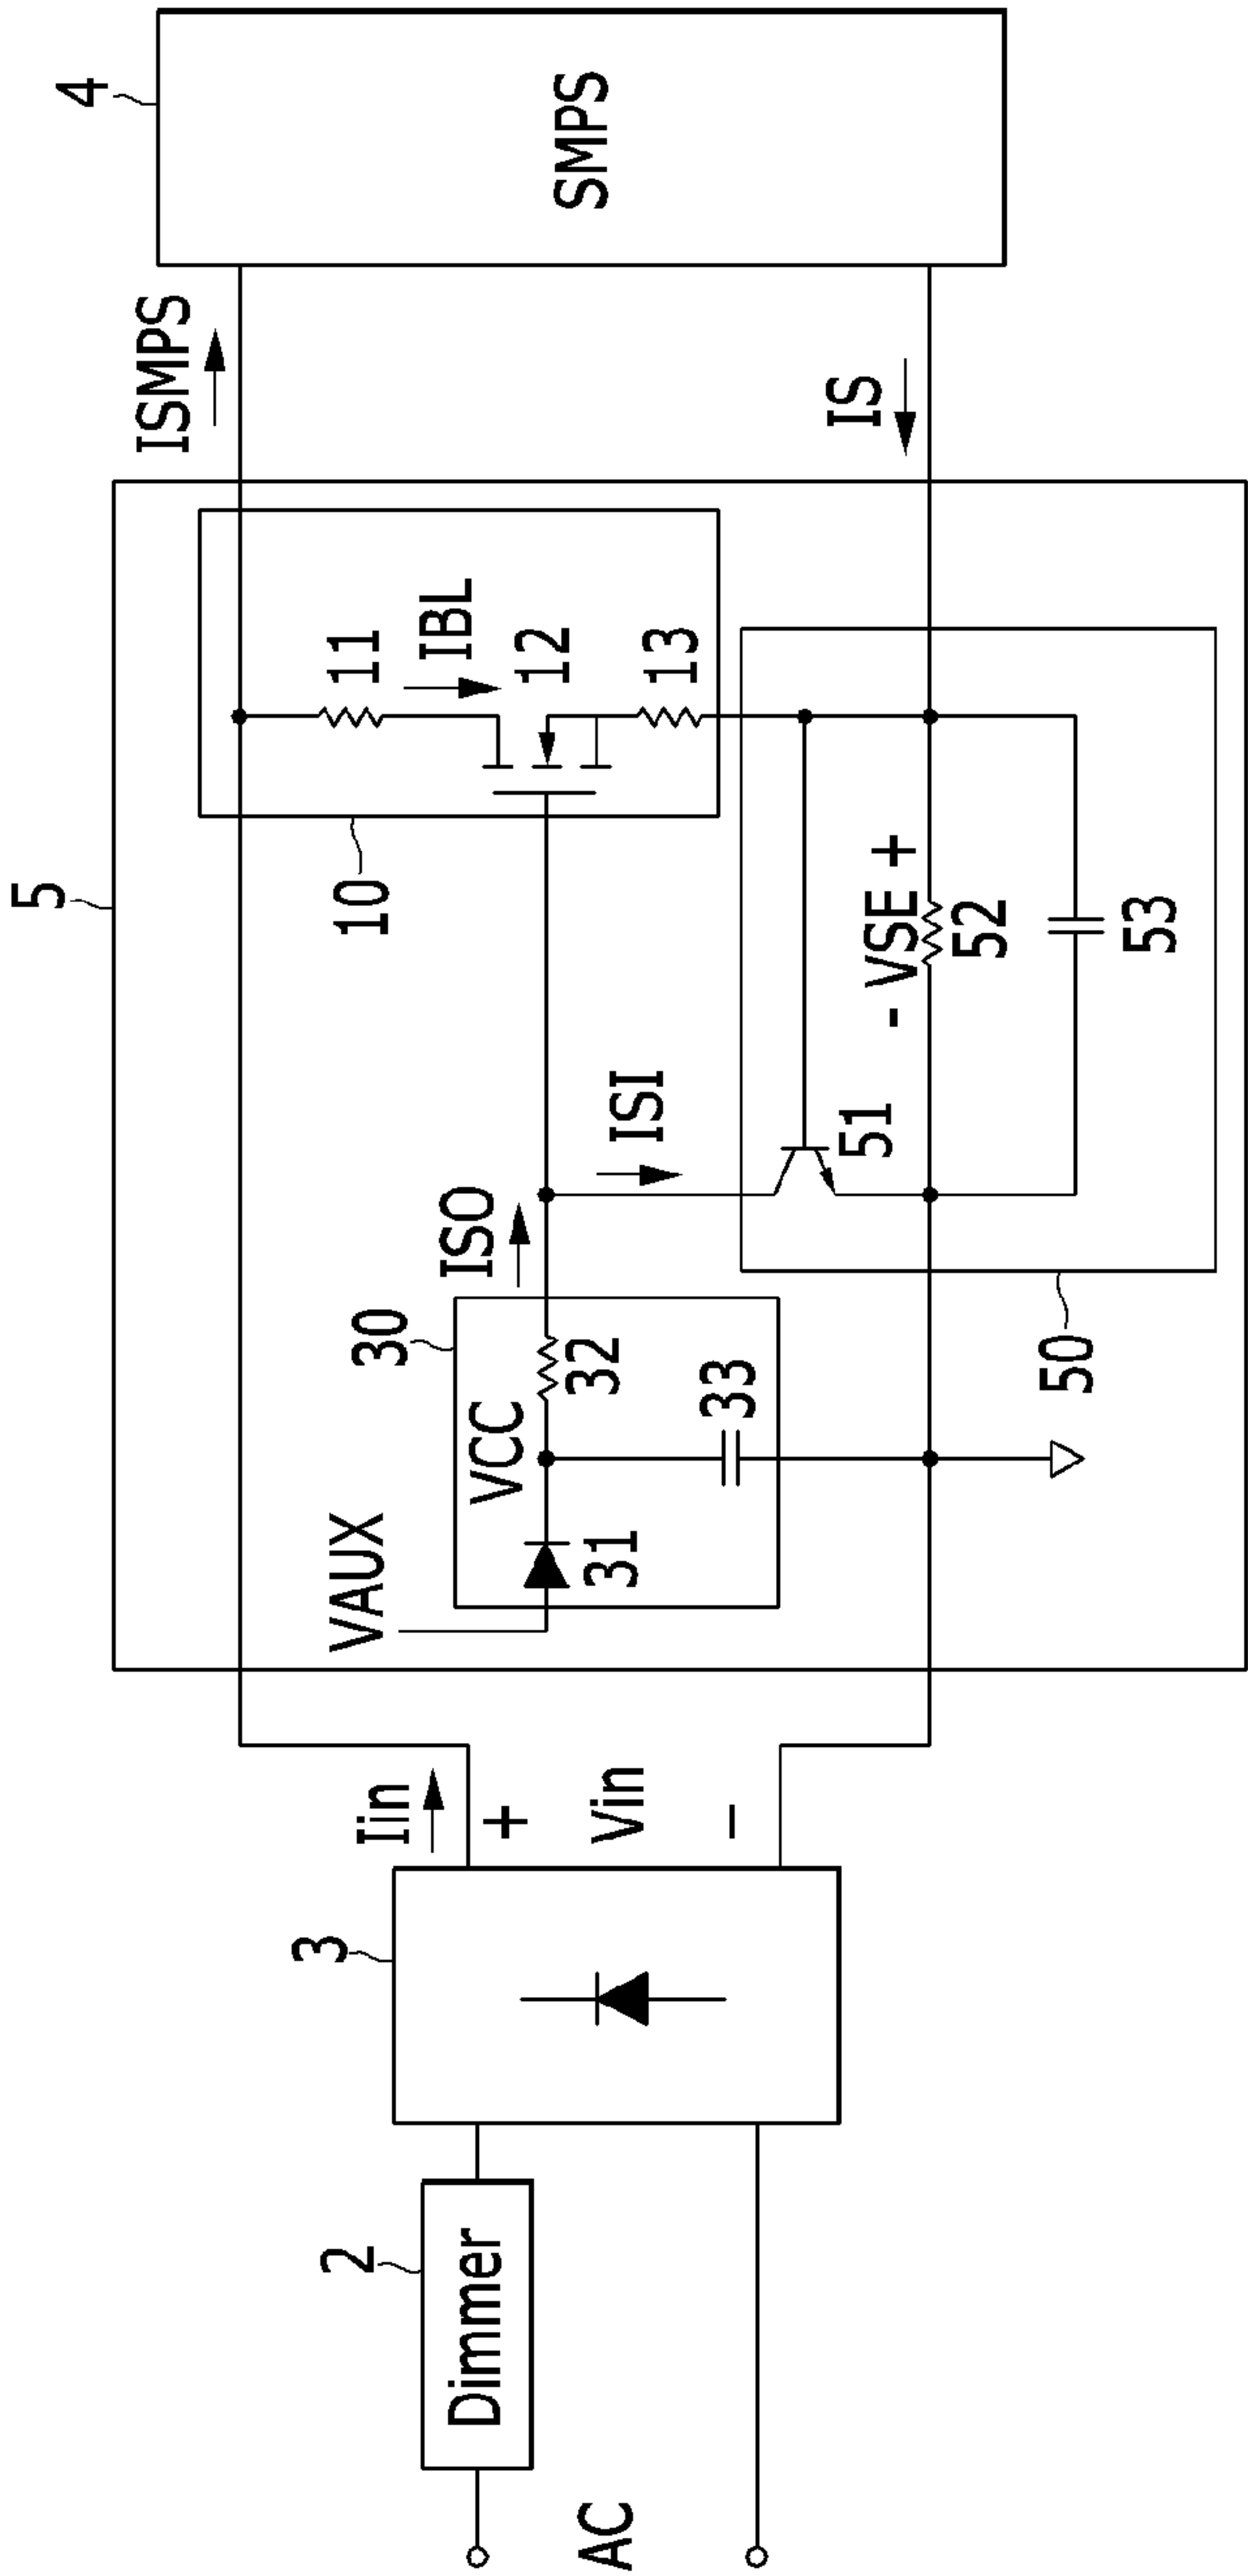 AC
Dimmer
2
3
Iin
+
Vin
-
5
VAUX
VCC
31
32
33
30
ISO
ISI
10
11
IBL
12
13
51
- VSE +
52
53
50
ISMPS
IS
4
SMPS